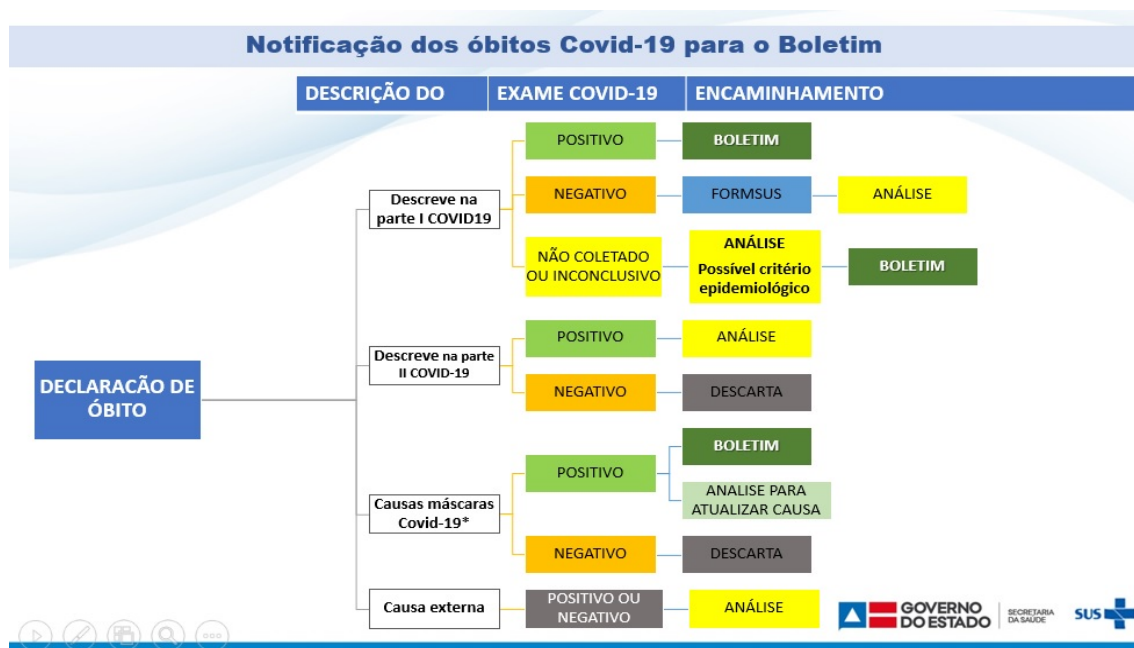 Notificação dos óbitos Covid-19 para o Boletim
DESCRIÇÃO DO
EXAME COVID-19
ENCAMINHAMENTO
DECLARACÃO DE
ÓBITO
Descreve na
parte I COVID19
POSITIVO
BOLETIM
NEGATIVO
FORMSUS
ANÁLISE
NÃO COLETADO
OU INCONCLUSIVO
ANÁLISE
Possível critério
epidemiológico
BOLETIM
Descreve na parte
II COVID-19
POSITIVO
ANÁLISE
NEGATIVO
DESCARTA
Causas máscaras
Covid-19*
POSITIVO
BOLETIM
ANALISE PARA
ATUALIZAR CAUSA
NEGATIVO
DESCARTA
Causa externa
POSITIVO OU
NEGATIVO
ANÁLISE
GOVERNO
DO ESTADO
SECRETARIA
DA SAÚDE
SUS